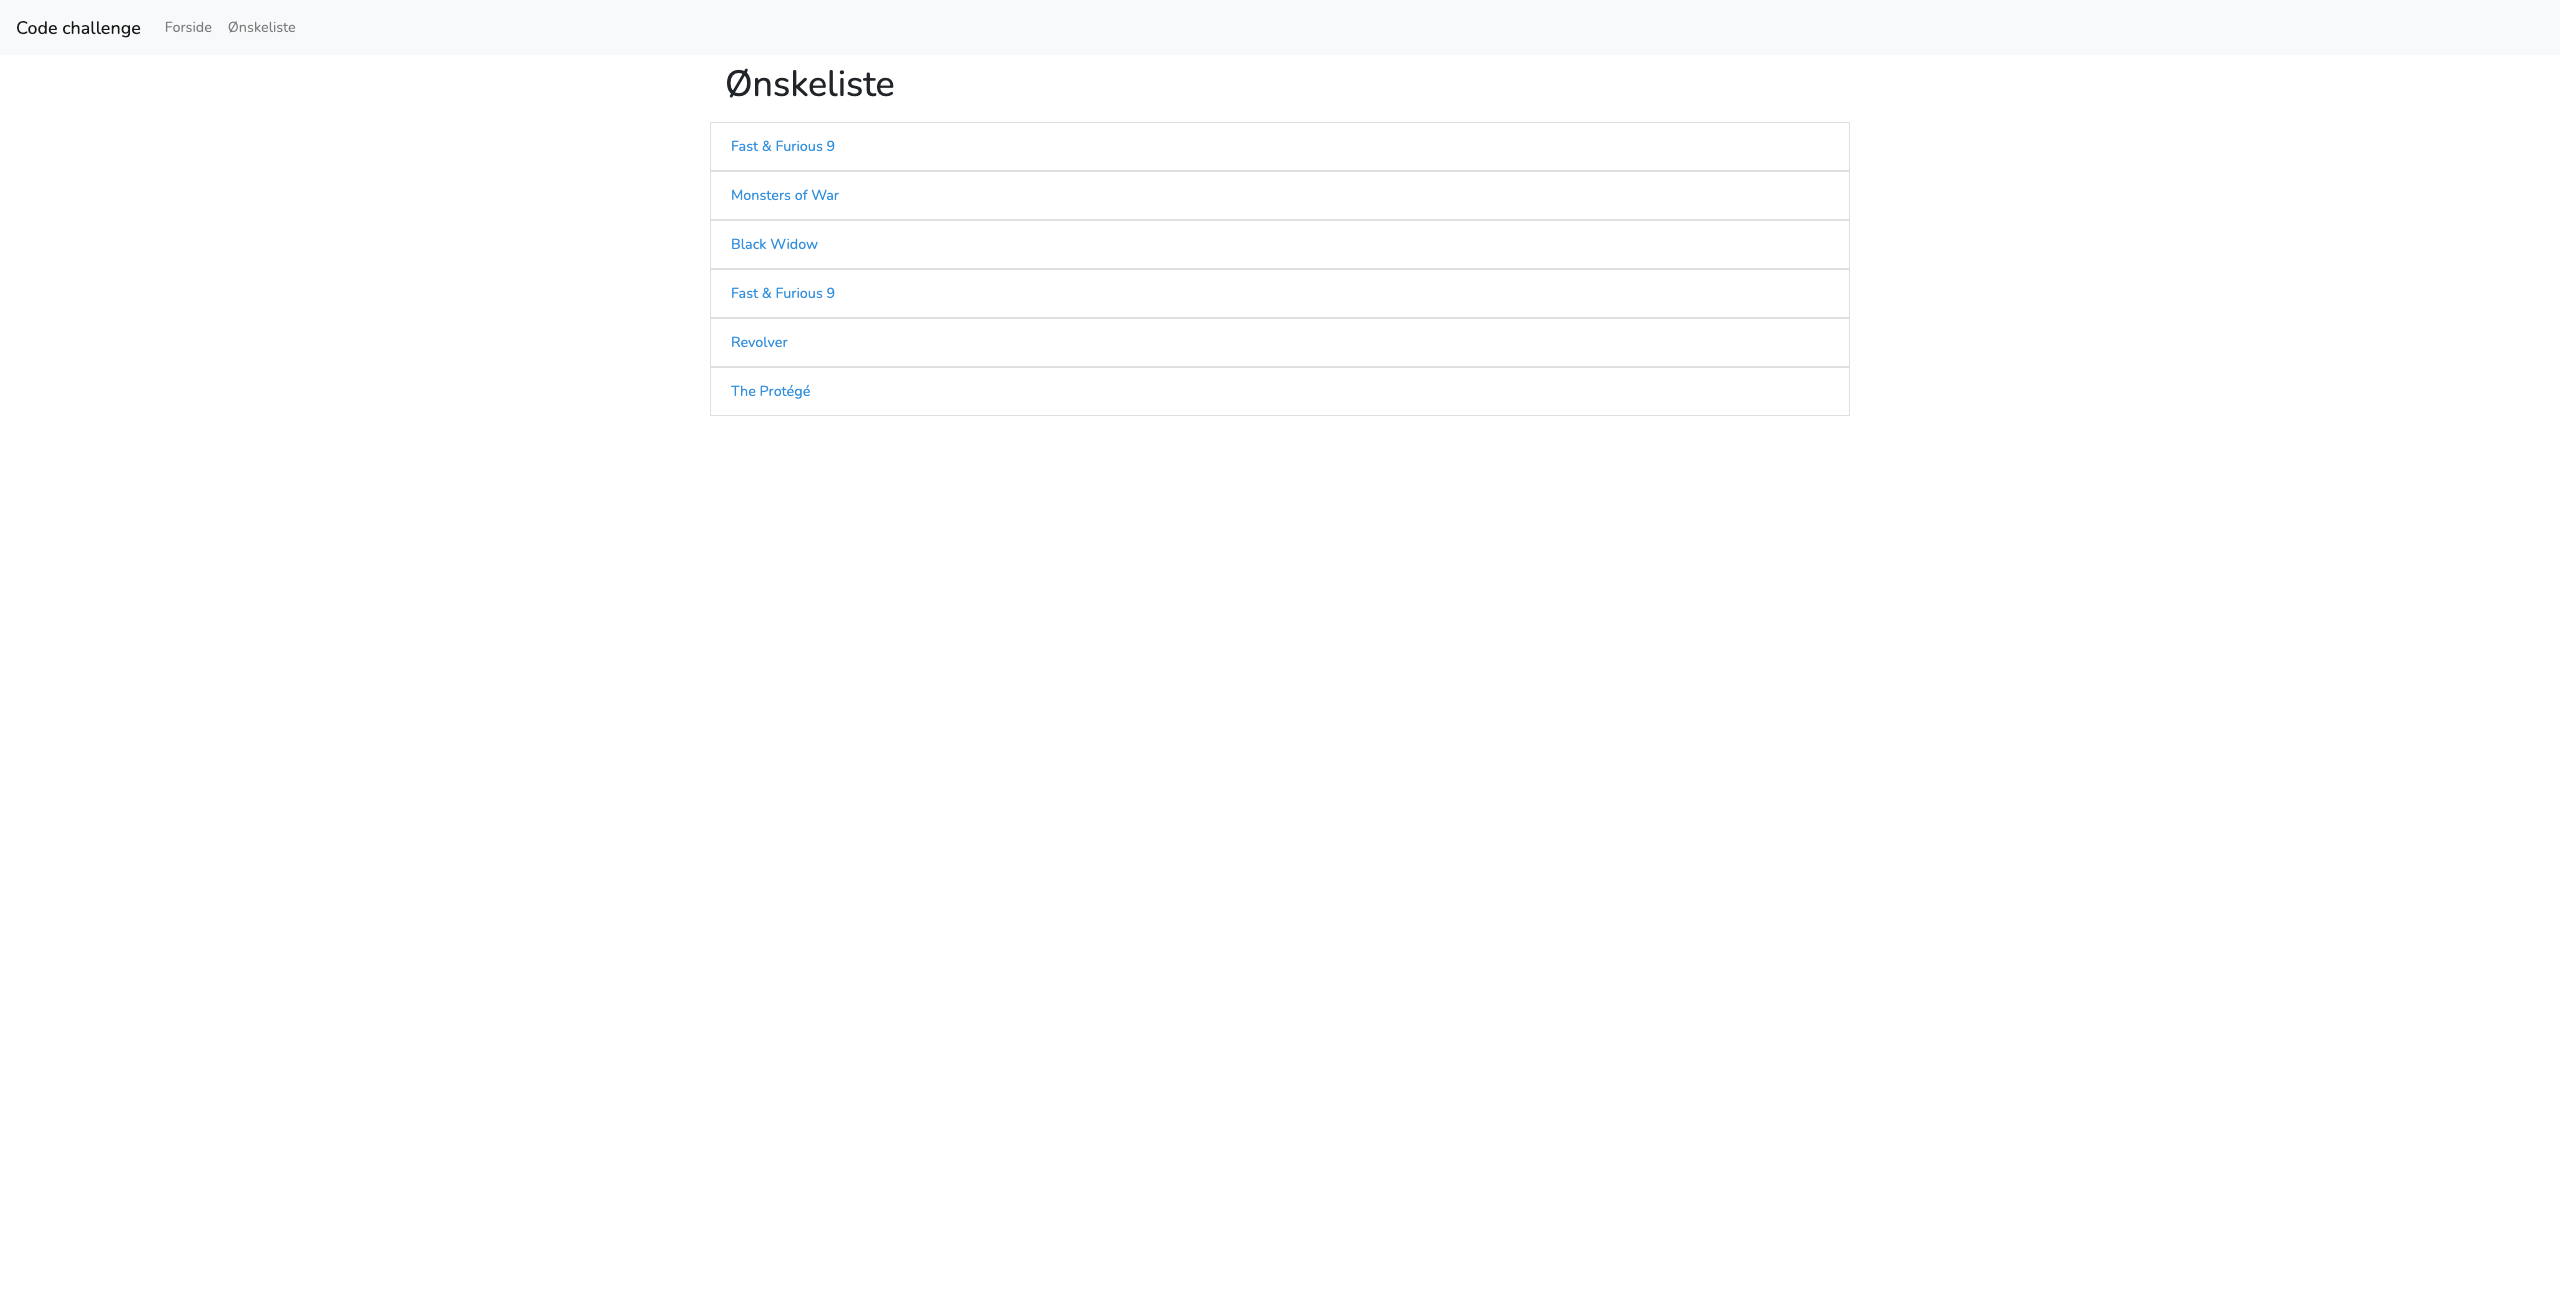 Code challenge Forside Ønskeliste
Ønskeliste
Fast & Furious 9
Monsters of War
Black Widow
Fast & Furious 9
Revolver
The Protégé